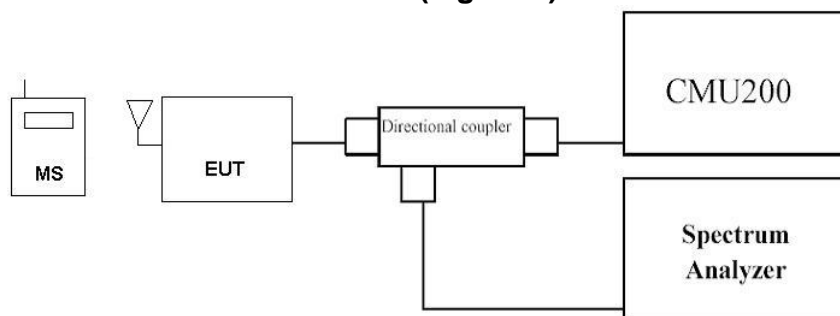 MS
EUT
Directional coupler
CMU200
Spectrum
Analyzer